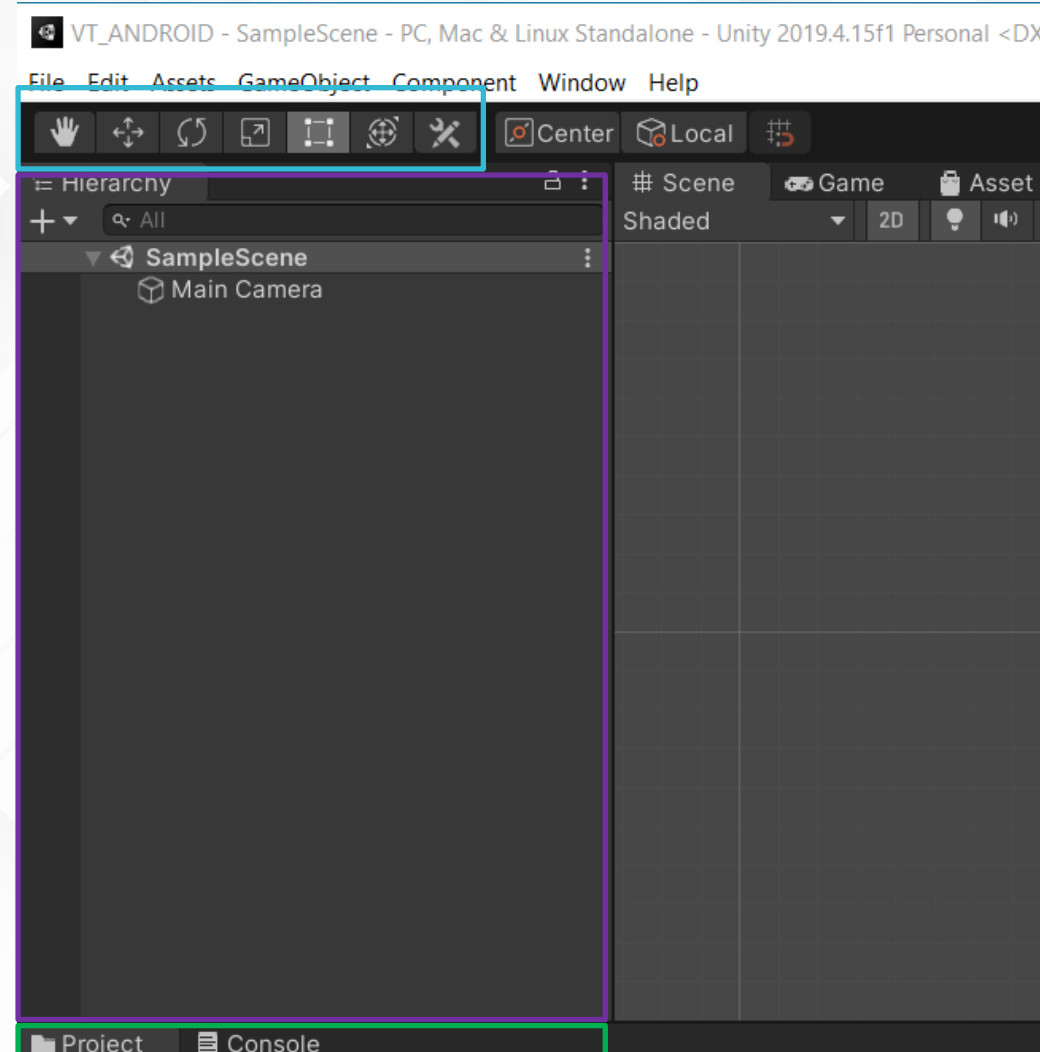 VT_ANDROID - SampleScene - PC, Mac & Linux Standalone - Unity 2019.4.15f1 Personal <DX
File Edit Assets GameObject Component Window Help
Center Local
Hierarchy
Scene Game Asset
All
Shaded 2D
SampleScene
Main Camera
Project Console